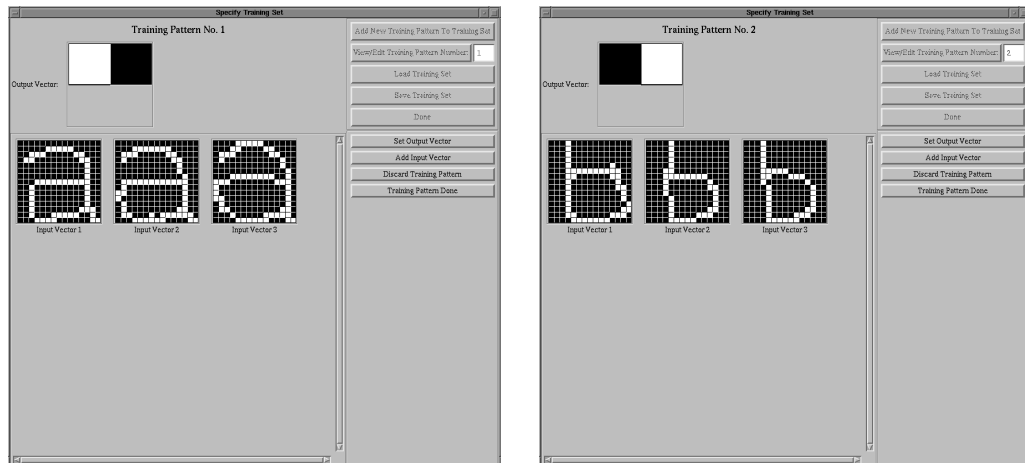 Specify Training Set
Training Pattern No. 1
Output Vector:
Add New Training Pattern To Training Set
View/Edit Training Pattern Number: 1
Load Training Set
Save Training Set
Done
Set Output Vector
Add Input Vector
Discard Training Pattern
Training Pattern Done
a a a
Input Vector 1 Input Vector 2 Input Vector 3
Specify Training Set
Training Pattern No. 2
Output Vector:
Add New Training Pattern To Training Set
View/Edit Training Pattern Number: 2
Load Training Set
Save Training Set
Done
Set Output Vector
Add Input Vector
Discard Training Pattern
Training Pattern Done
b b b
Input Vector 1 Input Vector 2 Input Vector 3